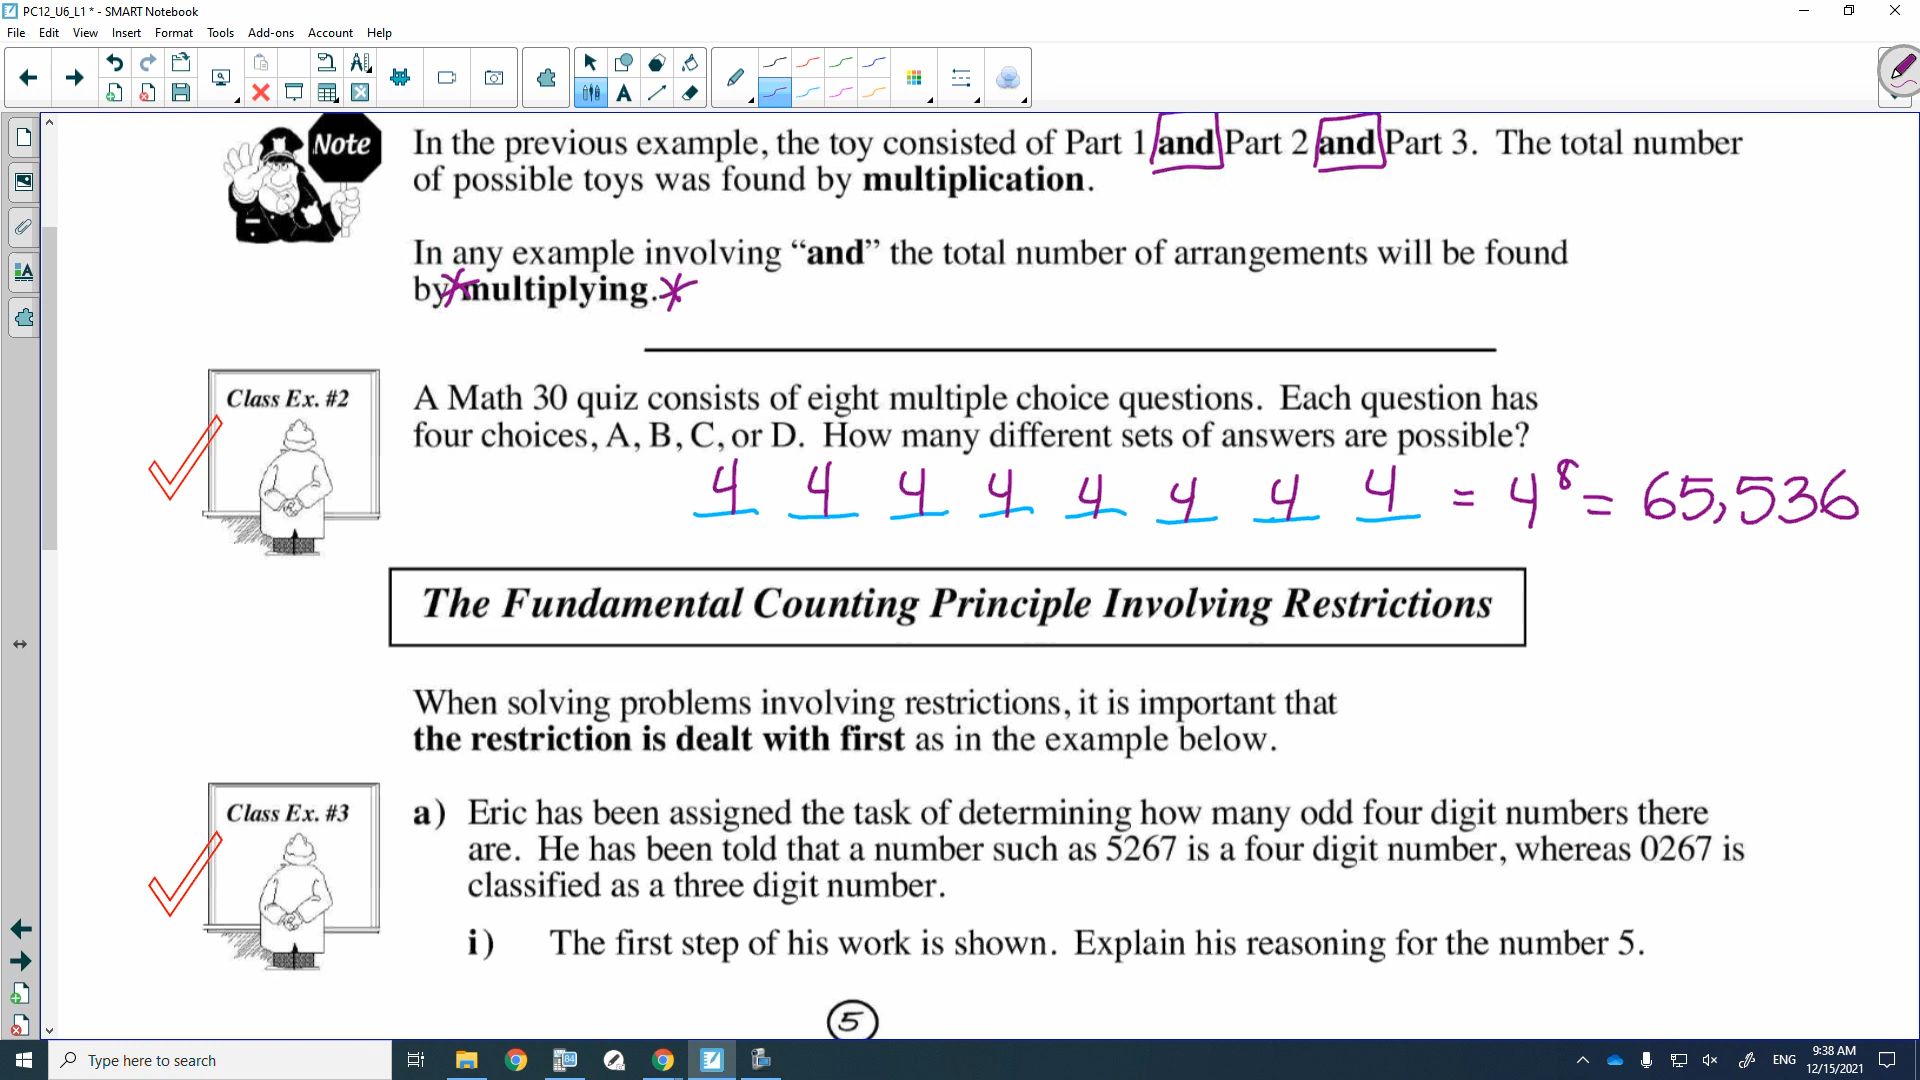 PC12_U6_L1 * - SMART Notebook
File Edit View Insert Format Tools Add-ons Account Help
Note
In the previous example, the toy consisted of Part 1 and Part 2 and Part 3. The total number
of possible toys was found by multiplication.
In any example involving “and” the total number of arrangements will be found
by * multiplying. *
Class Ex. #2
A Math 30 quiz consists of eight multiple choice questions. Each question has
four choices, A, B, C, or D. How many different sets of answers are possible?
4 4 4 4 4 4 4 4 = 4⁸ = 65,536
The Fundamental Counting Principle Involving Restrictions
When solving problems involving restrictions, it is important that
the restriction is dealt with first as in the example below.
Class Ex. #3
a) Eric has been assigned the task of determining how many odd four digit numbers there
are. He has been told that a number such as 5267 is a four digit number, whereas 0267 is
classified as a three digit number.
i) The first step of his work is shown. Explain his reasoning for the number 5.
5
Type here to search
84
ENG
9:38 AM
12/15/2021